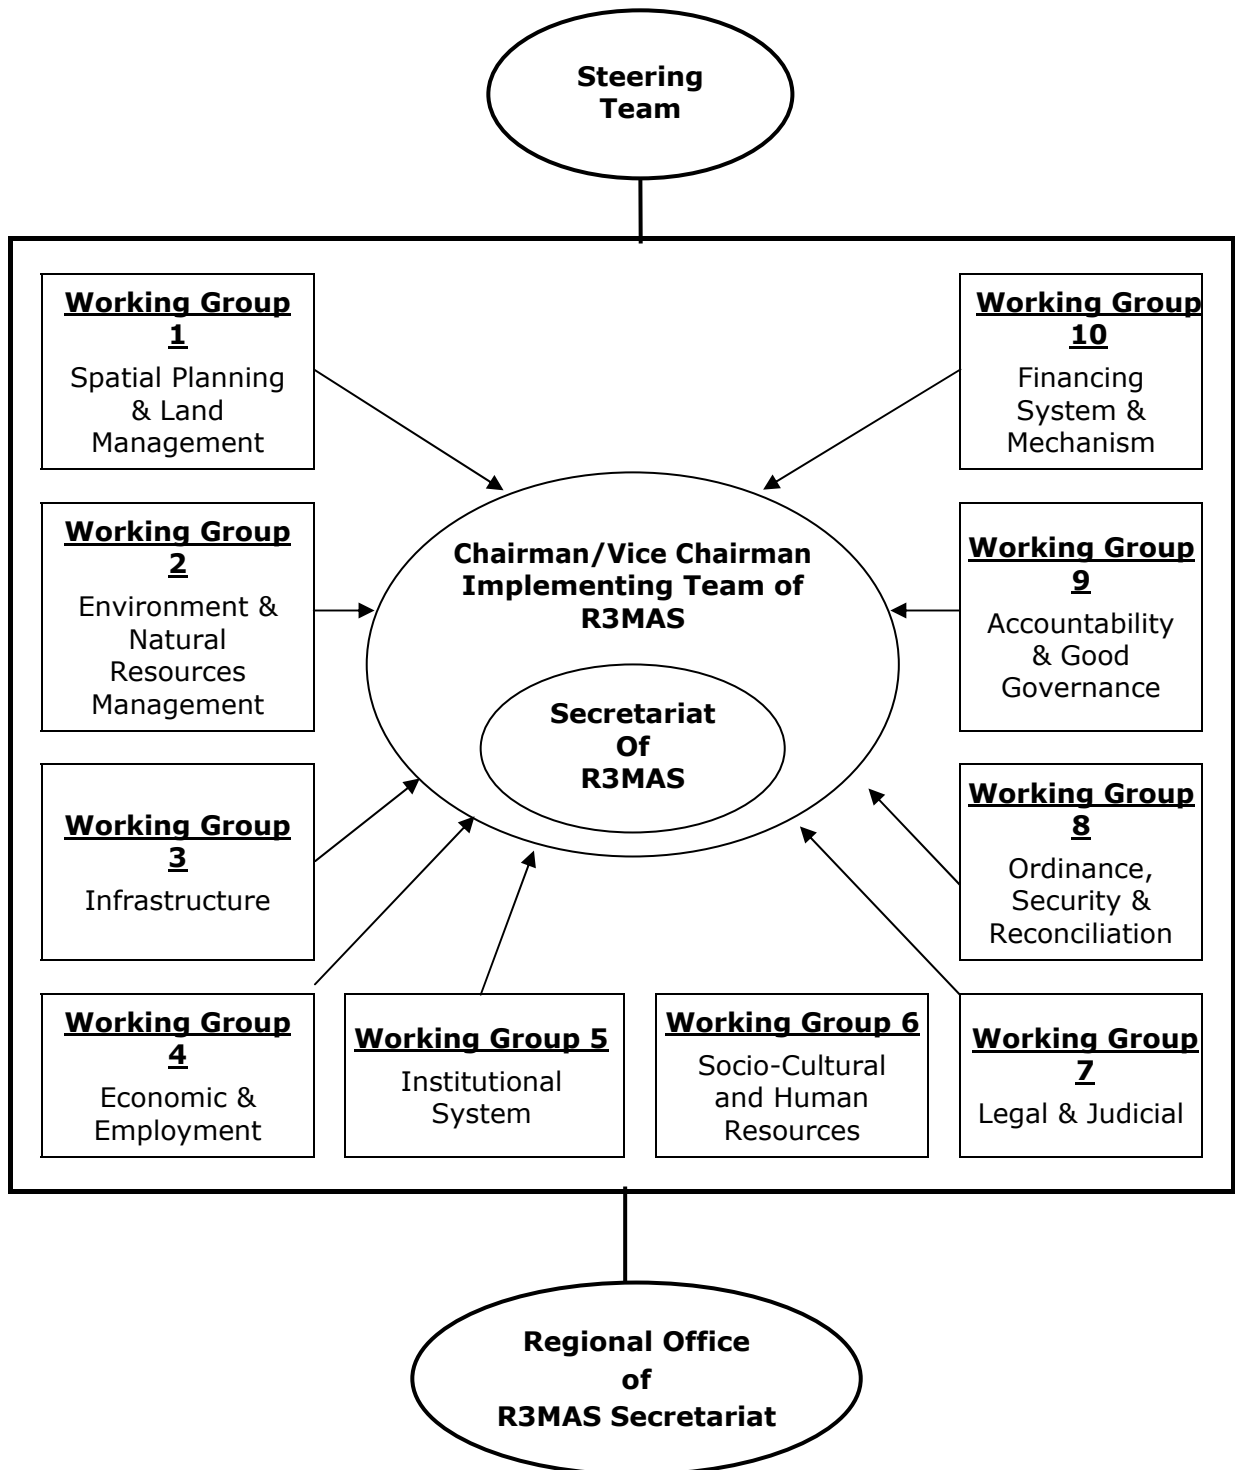 Steering
Team
Working Group
1
Spatial Planning
& Land
Management
Working Group
10
Financing
System &
Mechanism
Working Group
2
Environment &
Natural
Resources
Management
Chairman/Vice Chairman
Implementing Team of
R3MAS
Secretariat
Of
R3MAS
Working Group
9
Accountability
& Good
Governance
Working Group
3
Infrastructure
Working Group
8
Ordinance,
Security &
Reconciliation
Working Group
4
Economic &
Employment
Working Group 5
Institutional
System
Working Group 6
Socio-Cultural
and Human
Resources
Working Group
7
Legal & Judicial
Regional Office
of
R3MAS Secretariat